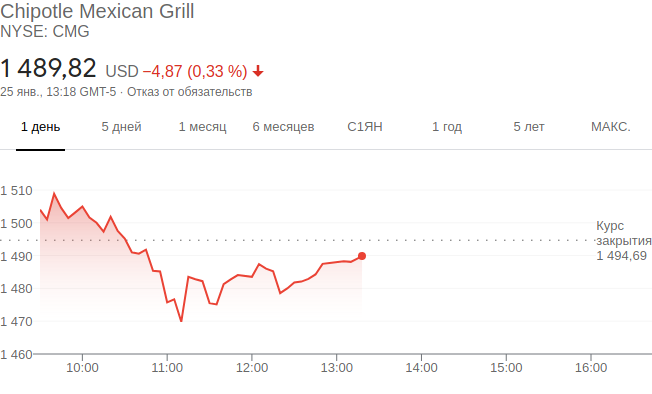 Chipotle Mexican Grill
NYSE: CMG
1 489,82 USD −4,87 (0,33 %)
25 янв., 13:18 GMT-5 · Отказ от обязательств
1 день 5 дней 1 месяц 6 месяцев С1ЯН 1 год 5 лет МАКС.
1 510
1 500
Курс
закрытия
1 494,69
1 490
1 480
1 470
1 460
10:00 11:00 12:00 13:00 14:00 15:00 16:00